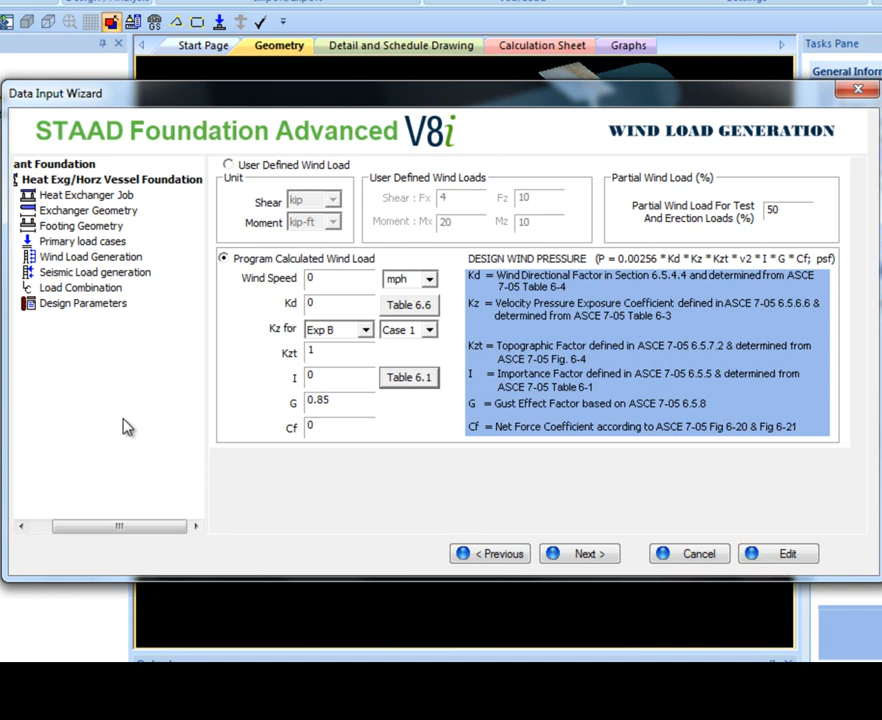 Start Page
Geometry
Detail and Schedule Drawing
Calculation Sheet
Graphs
Tasks Pane
General Infor
Data Input Wizard
STAAD Foundation Advanced V8i
WIND LOAD GENERATION
ant Foundation
Heat Exg/Horz Vessel Foundation
Heat Exchanger Job
Exchanger Geometry
Footing Geometry
Primary load cases
Wind Load Generation
Seismic Load generation
Load Combination
Design Parameters
User Defined Wind Load
Unit
Shear kip
Moment kip-ft
User Defined Wind Loads
Shear : Fx 4 Fz 10
Moment : Mx 20 Mz 10
Partial Wind Load (%)
Partial Wind Load For Test
And Erection Loads (%) 50
Program Calculated Wind Load
Wind Speed 0 mph
Kd 0 Table 6.6
Kz for Exp B Case 1
Kzt 1
I 0 Table 6.1
G 0.85
Cf 0
DESIGN WIND PRESSURE (P = 0.00256 * Kd * Kz * Kzt * v2 * I * G * Cf; psf)
Kd = Wind Directional Factor in Section 6.5.4.4 and determined from ASCE
7-05 Table 6-4
Kz = Velocity Pressure Exposure Coefficient defined in ASCE 7-05 6.5.6.6 &
determined from ASCE 7-05 Table 6-3
Kzt = Topographic Factor defined in ASCE 7-05 6.5.7.2 & determined from
ASCE 7-05 Fig. 6-4
I = Importance Factor defined in ASCE 7-05 6.5.5 & determined from
ASCE 7-05 Table 6-1
G = Gust Effect Factor based on ASCE 7-05 6.5.8
Cf = Net Force Coefficient according to ASCE 7-05 Fig 6-20 & Fig 6-21
< Previous
Next >
Cancel
Edit